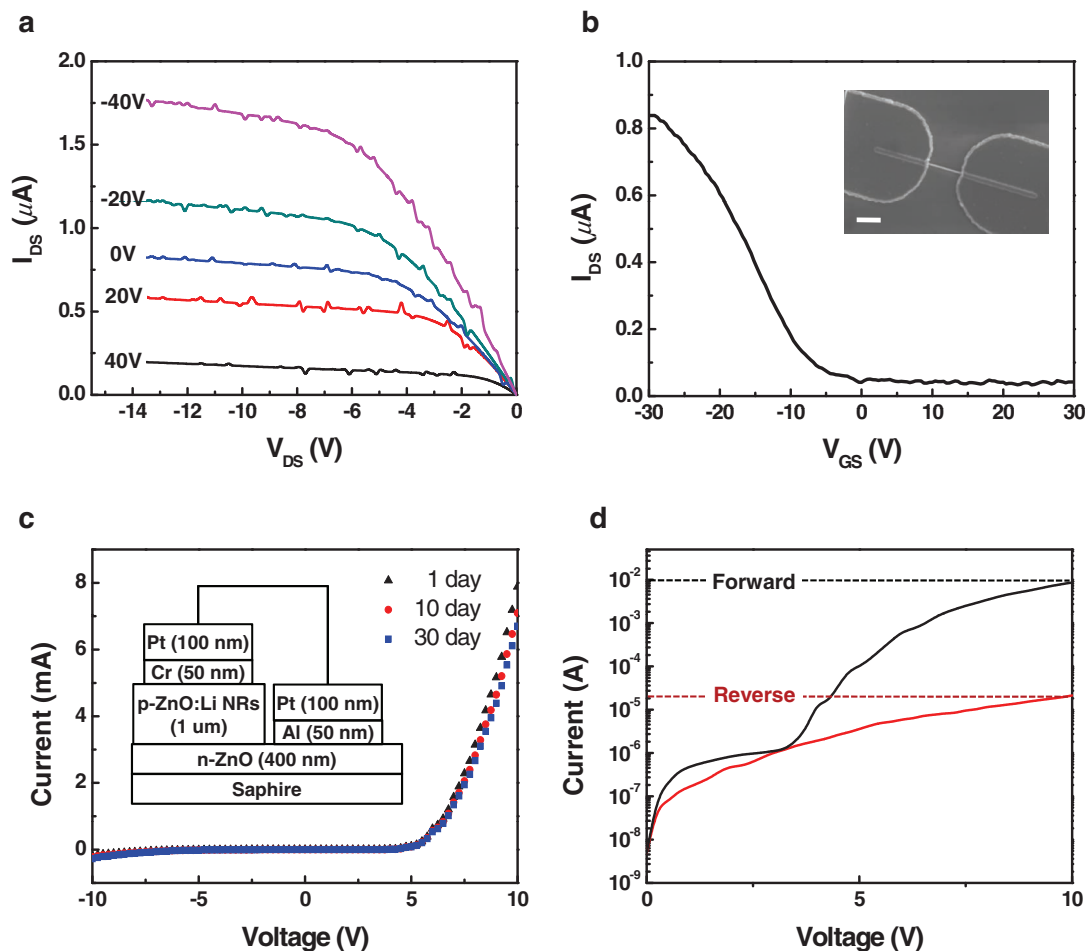 a
2.0
1.5
1.0
0.5
0.0
I_DS (μA)
-40V
-20V
0V
20V
40V
-14 -12 -10 -8 -6 -4 -2 0
V_DS (V)
b
1.0
0.8
0.6
0.4
0.2
0.0
I_DS (μA)
-30 -20 -10 0 10 20 30
V_GS (V)
c
8
6
4
2
0
Current (mA)
1 day
10 day
30 day
Pt (100 nm)
Cr (50 nm)
p-ZnO:Li NRs
(1 um)
Pt (100 nm)
Al (50 nm)
n-ZnO (400 nm)
Saphire
-10 -5 0 5 10
Voltage (V)
d
10⁻²
10⁻³
10⁻⁴
10⁻⁵
10⁻⁶
10⁻⁷
10⁻⁸
10⁻⁹
Current (A)
Forward
Reverse
0 5 10
Voltage (V)